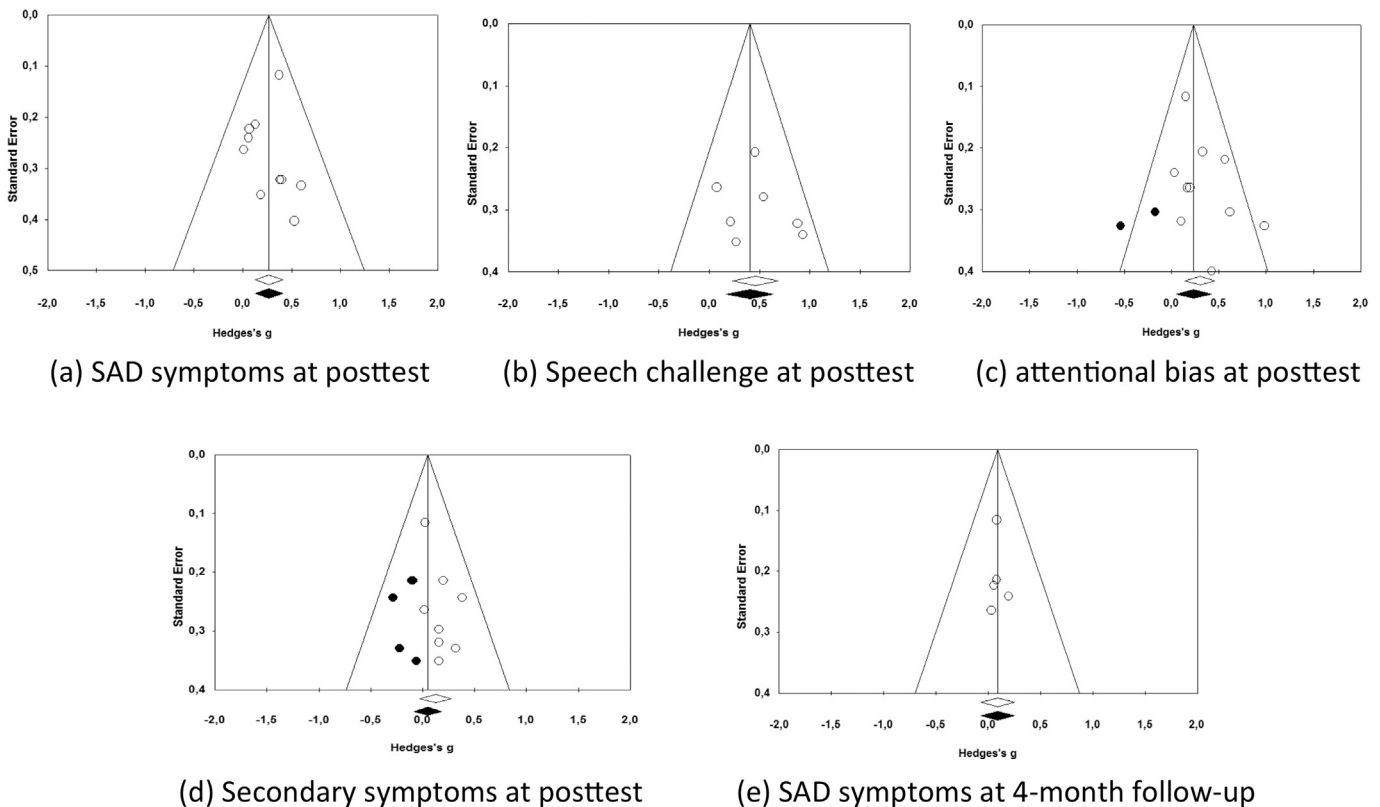 0,0
0,1
0,2
0,3
0,4
0,5
Standard Error
-2,0 -1,5 -1,0 -0,5 0,0 0,5 1,0 1,5 2,0
Hedges's g
(a) SAD symptoms at posttest
0,0
0,1
0,2
0,3
0,4
Standard Error
-2,0 -1,5 -1,0 -0,5 0,0 0,5 1,0 1,5 2,0
Hedges's g
(b) Speech challenge at posttest
0,0
0,1
0,2
0,3
0,4
Standard Error
-2,0 -1,5 -1,0 -0,5 0,0 0,5 1,0 1,5 2,0
Hedges's g
(c) attentional bias at posttest
0,0
0,1
0,2
0,3
0,4
Standard Error
-2,0 -1,5 -1,0 -0,5 0,0 0,5 1,0 1,5 2,0
Hedges's g
(d) Secondary symptoms at posttest
0,0
0,1
0,2
0,3
0,4
Standard Error
-2,0 -1,5 -1,0 -0,5 0,0 0,5 1,0 1,5 2,0
Hedges's g
(e) SAD symptoms at 4-month follow-up